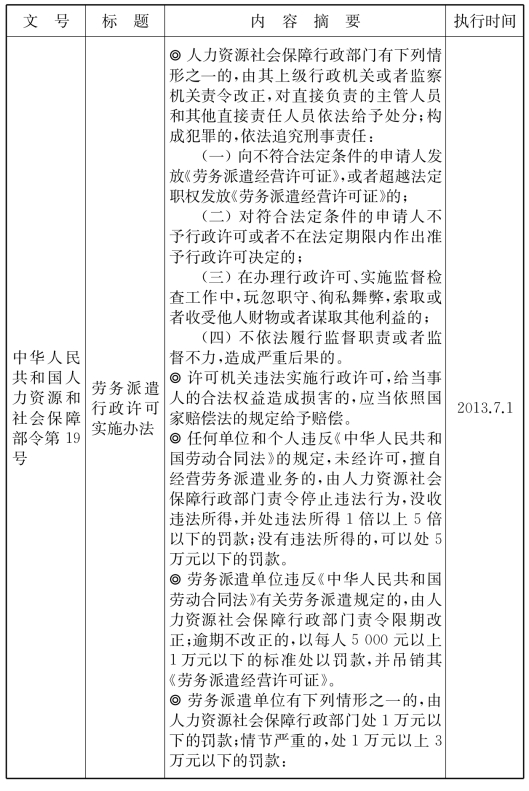 文 号 标 题 内 容 摘 要 执行时间
中华人民
共和国人
力资源和
社会保障
部令第 19
号
劳务派遣
行政许可
实施办法
◎ 人力资源社会保障行政部门有下列情
形之一的,由其上级行政机关或者监察
机关责令改正,对直接负责的主管人员
和其他直接责任人员依法给予处分;构
成犯罪的,依法追究刑事责任:
(一) 向不符合法定条件的申请人发
放《劳务派遣经营许可证》,或者超越法定
职权发放《劳务派遣经营许可证》的;
(二) 对符合法定条件的申请人不
予行政许可或者不在法定期限内作出准
予行政许可决定的;
(三) 在办理行政许可、实施监督检
查工作中,玩忽职守、徇私舞弊,索取或
者收受他人财物或者谋取其他利益的;
(四) 不依法履行监督职责或者监
督不力,造成严重后果的。
◎ 许可机关违法实施行政许可,给当事
人的合法权益造成损害的,应当依照国
家赔偿法的规定给予赔偿。
◎ 任何单位和个人违反《中华人民共和
国劳动合同法》的规定,未经许可,擅自
经营劳务派遣业务的,由人力资源社会
保障行政部门责令停止违法行为,没收
违法所得,并处违法所得 1 倍以上 5 倍
以下的罚款;没有违法所得的,可以处 5
万元以下的罚款。
◎ 劳务派遣单位违反《中华人民共和国
劳动合同法》有关劳务派遣规定的,由人
力资源社会保障行政部门责令限期改
正;逾期不改正的,以每人 5 000 元以上
1 万元以下的标准处以罚款,并吊销其
《劳务派遣经营许可证》。
◎ 劳务派遣单位有下列情形之一的,由
人力资源社会保障行政部门处 1 万元以
下的罚款;情节严重的,处 1 万元以上 3
万元以下的罚款:
2013.7.1